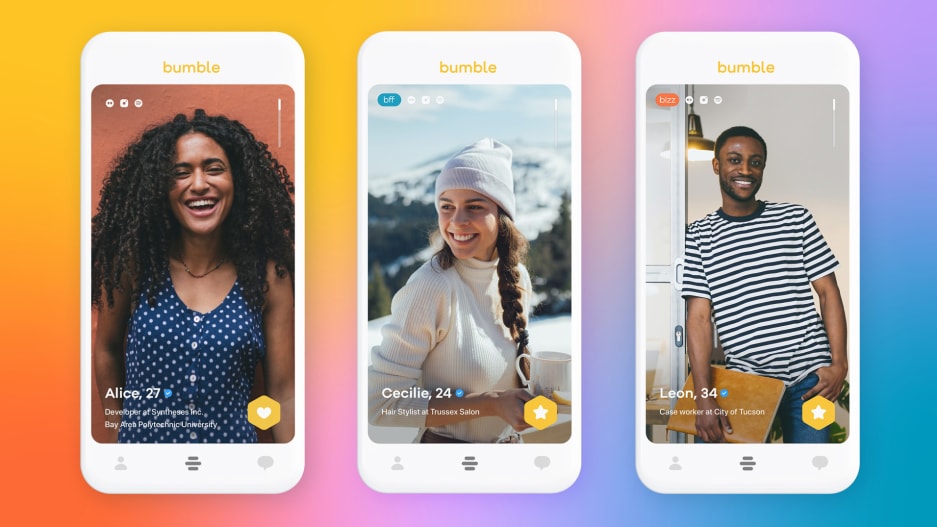 bumble
Alice, 27
Developer at Syntheses Inc.
Bay Area Polytechnic University
bumble
bff
Cecilie, 24
Hair Stylist at Trussex Salon
bumble
bizz
Leon, 34
Case worker at City of Tucson